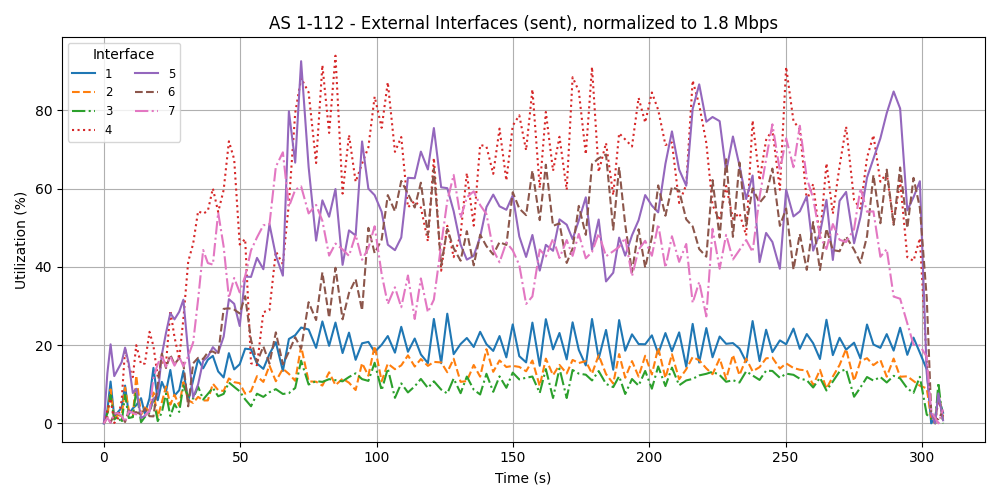 AS 1-112 - External Interfaces (sent), normalized to 1.8 Mbps
Interface
1 5
2 6
3 7
4
Utilization (%)
80
60
40
20
0
0 50 100 150 200 250 300
Time (s)